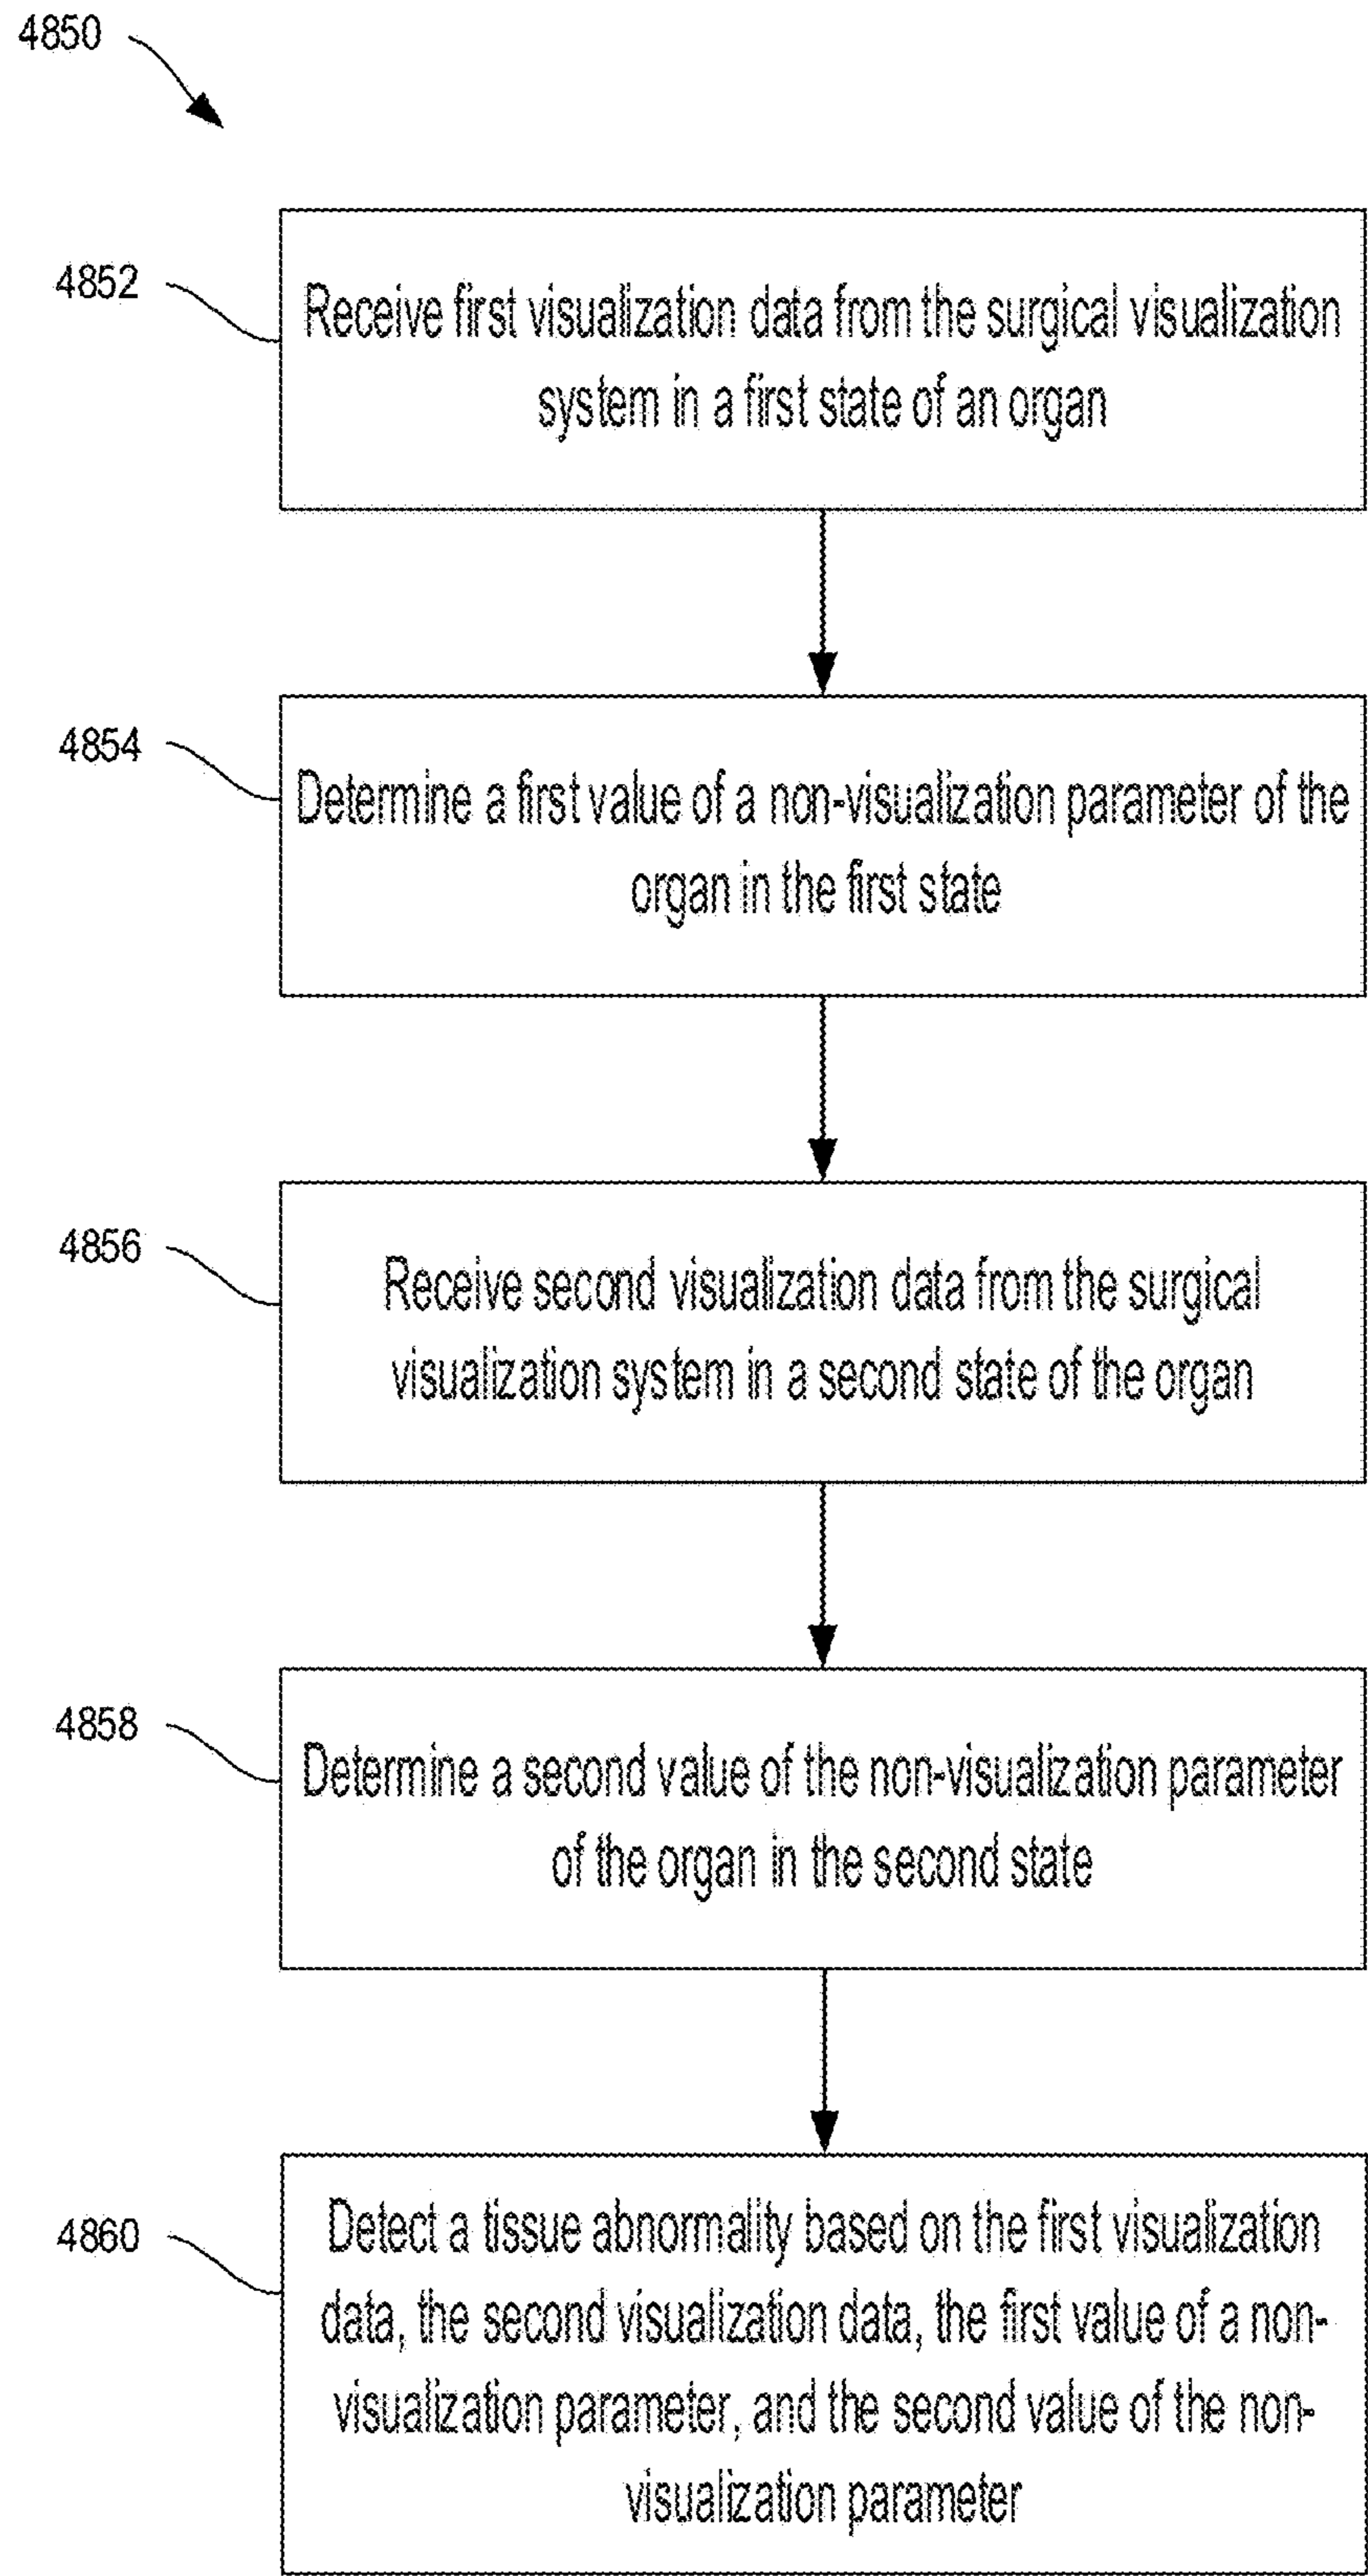 4850
4852
Receive first visualization data from the surgical visualization
system in a first state of an organ
4854
Determine a first value of a non-visualization parameter of the
organ in the first state
4856
Receive second visualization data from the surgical
visualization system in a second state of the organ
4858
Determine a second value of the non-visualization parameter
of the organ in the second state
4860
Detect a tissue abnormality based on the first visualization
data, the second visualization data, the first value of a non-
visualization parameter, and the second value of the non-
visualization parameter